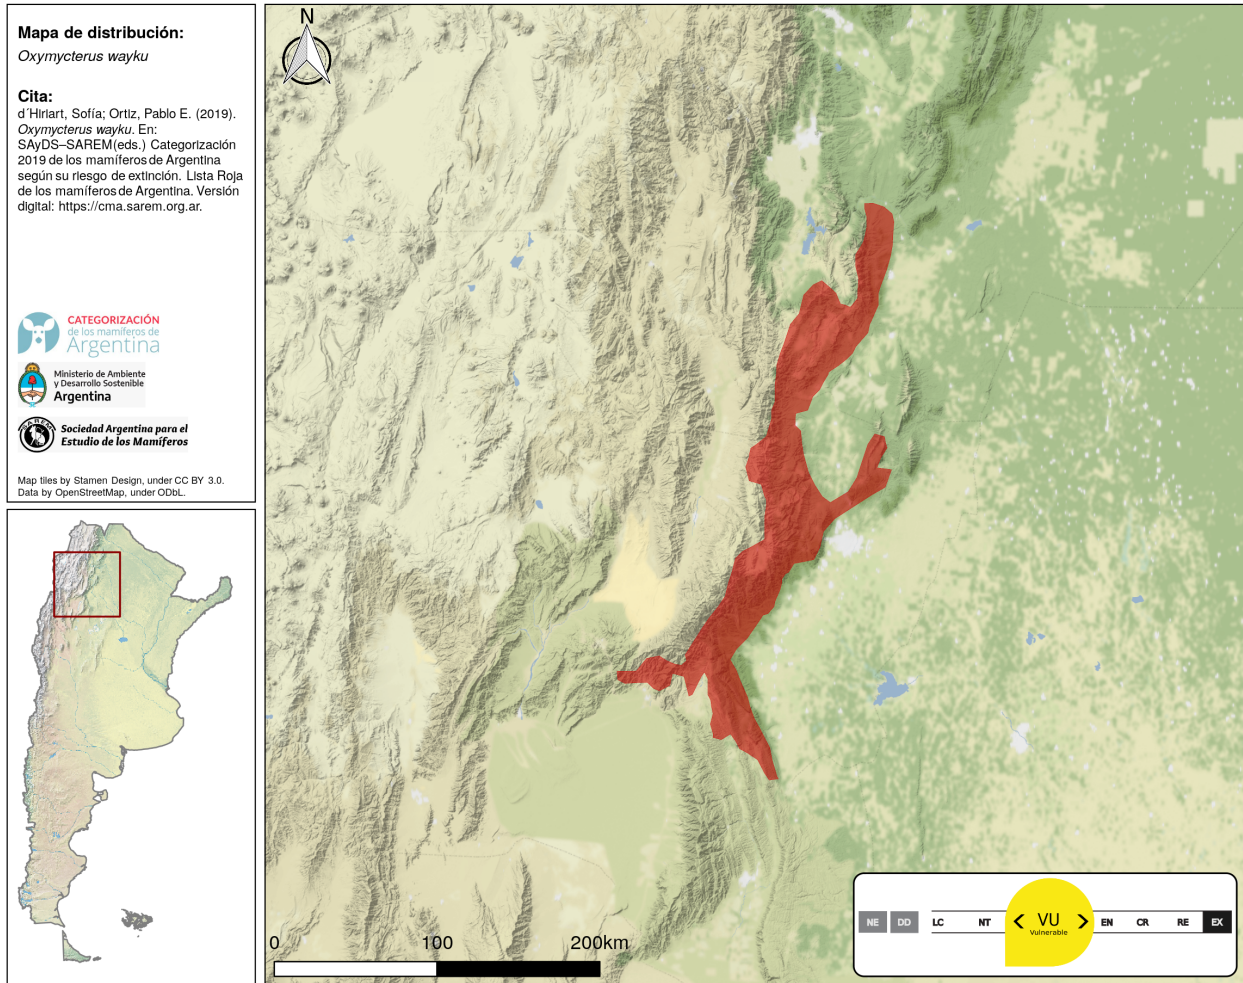 Mapa de distribución:
Oxymycterus wayku
Cita:
d´Hiriart, Sofía; Ortiz, Pablo E. (2019).
Oxymycterus wayku. En:
SAyDS–SAREM(eds.) Categorización
2019 de los mamíferos de Argentina
según su riesgo de extinción. Lista Roja
de los mamíferos de Argentina. Versión
digital: https://cma.sarem.org.ar.
CATEGORIZACIÓN
de los mamíferos de
Argentina
Ministerio de Ambiente
y Desarrollo Sostenible
Argentina
SAREM
Sociedad Argentina para el
Estudio de los Mamíferos
Map tiles by Stamen Design, under CC BY 3.0.
Data by OpenStreetMap, under ODbL.
N
0 100 200km
NE DD LC NT < VU > EN CR RE EX
Vulnerable